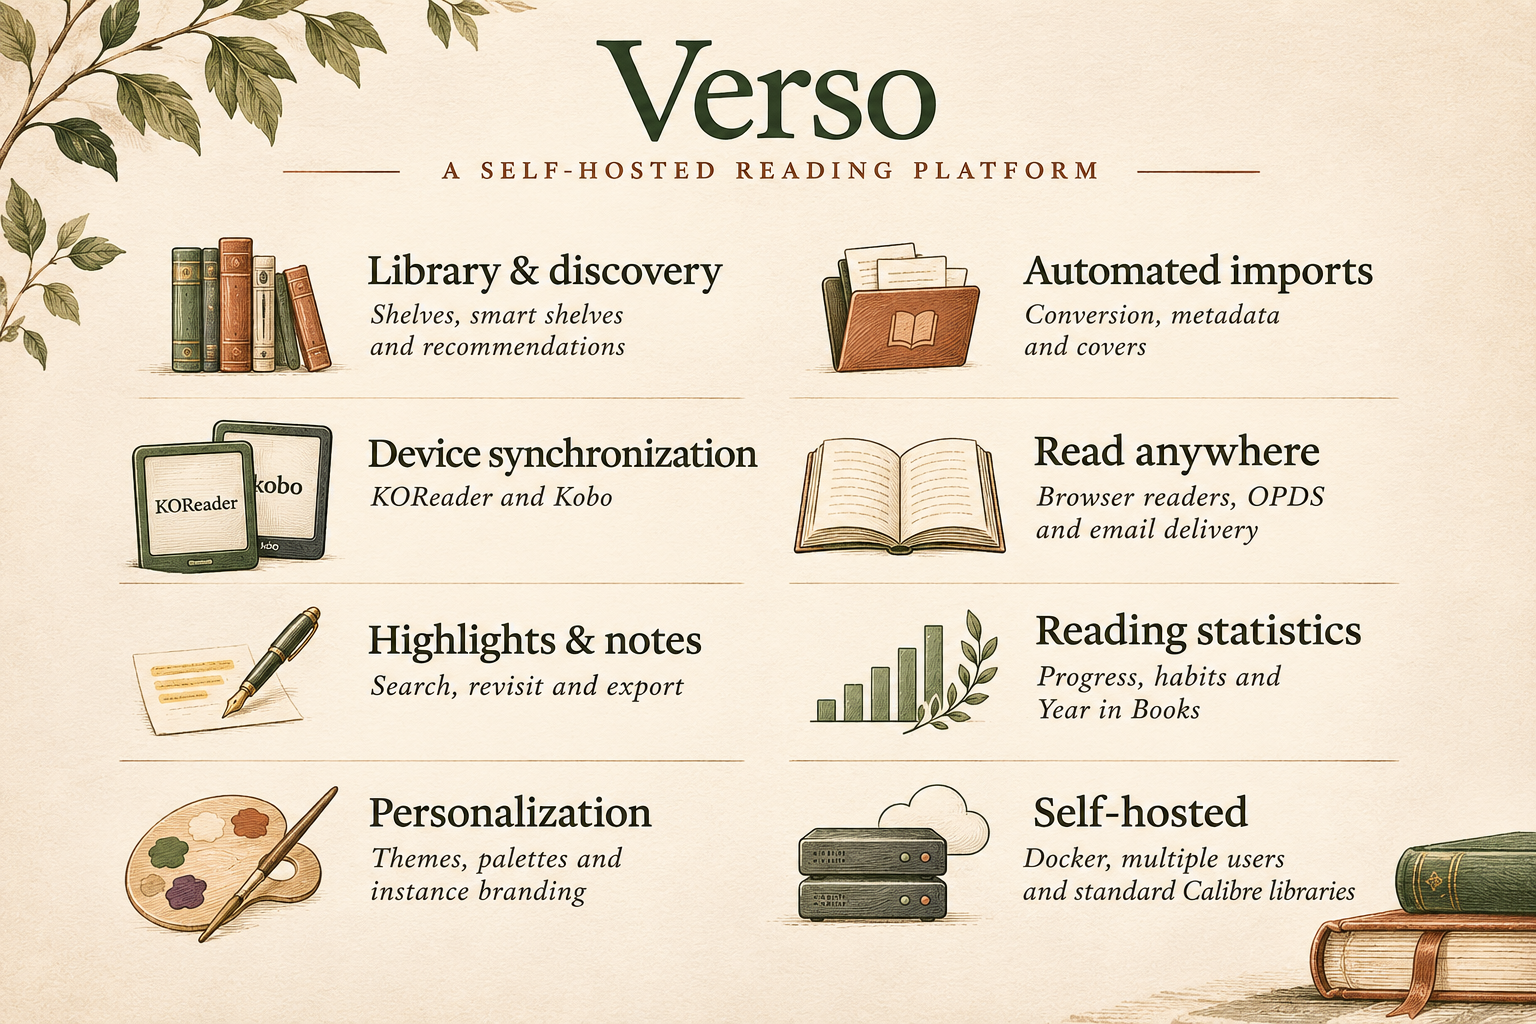 Verso
A SELF-HOSTED READING PLATFORM
Library & discovery
Shelves, smart shelves
and recommendations
Automated imports
Conversion, metadata
and covers
KOReader
kobo
Device synchronization
KOReader and Kobo
Read anywhere
Browser readers, OPDS
and email delivery
Highlights & notes
Search, revisit and export
Reading statistics
Progress, habits and
Year in Books
Personalization
Themes, palettes and
instance branding
Self-hosted
Docker, multiple users
and standard Calibre libraries